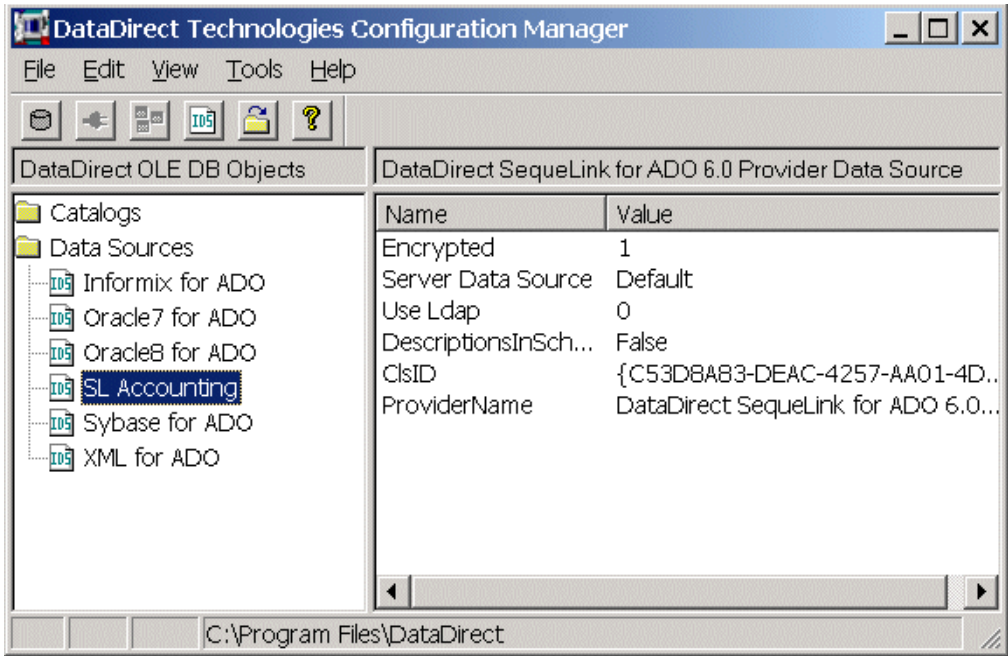 DataDirect Technologies Configuration Manager
File Edit View Tools Help
DataDirect OLE DB Objects
DataDirect SequeLink for ADO 6.0 Provider Data Source
Catalogs
Data Sources
Informix for ADO
Oracle7 for ADO
Oracle8 for ADO
SL Accounting
Sybase for ADO
XML for ADO
Name Value
Encrypted 1
Server Data Source Default
Use Ldap 0
DescriptionsInSch... False
ClsID {C53D8A83-DEAC-4257-AA01-4D..
ProviderName DataDirect SequeLink for ADO 6.0...
C:\Program Files\DataDirect